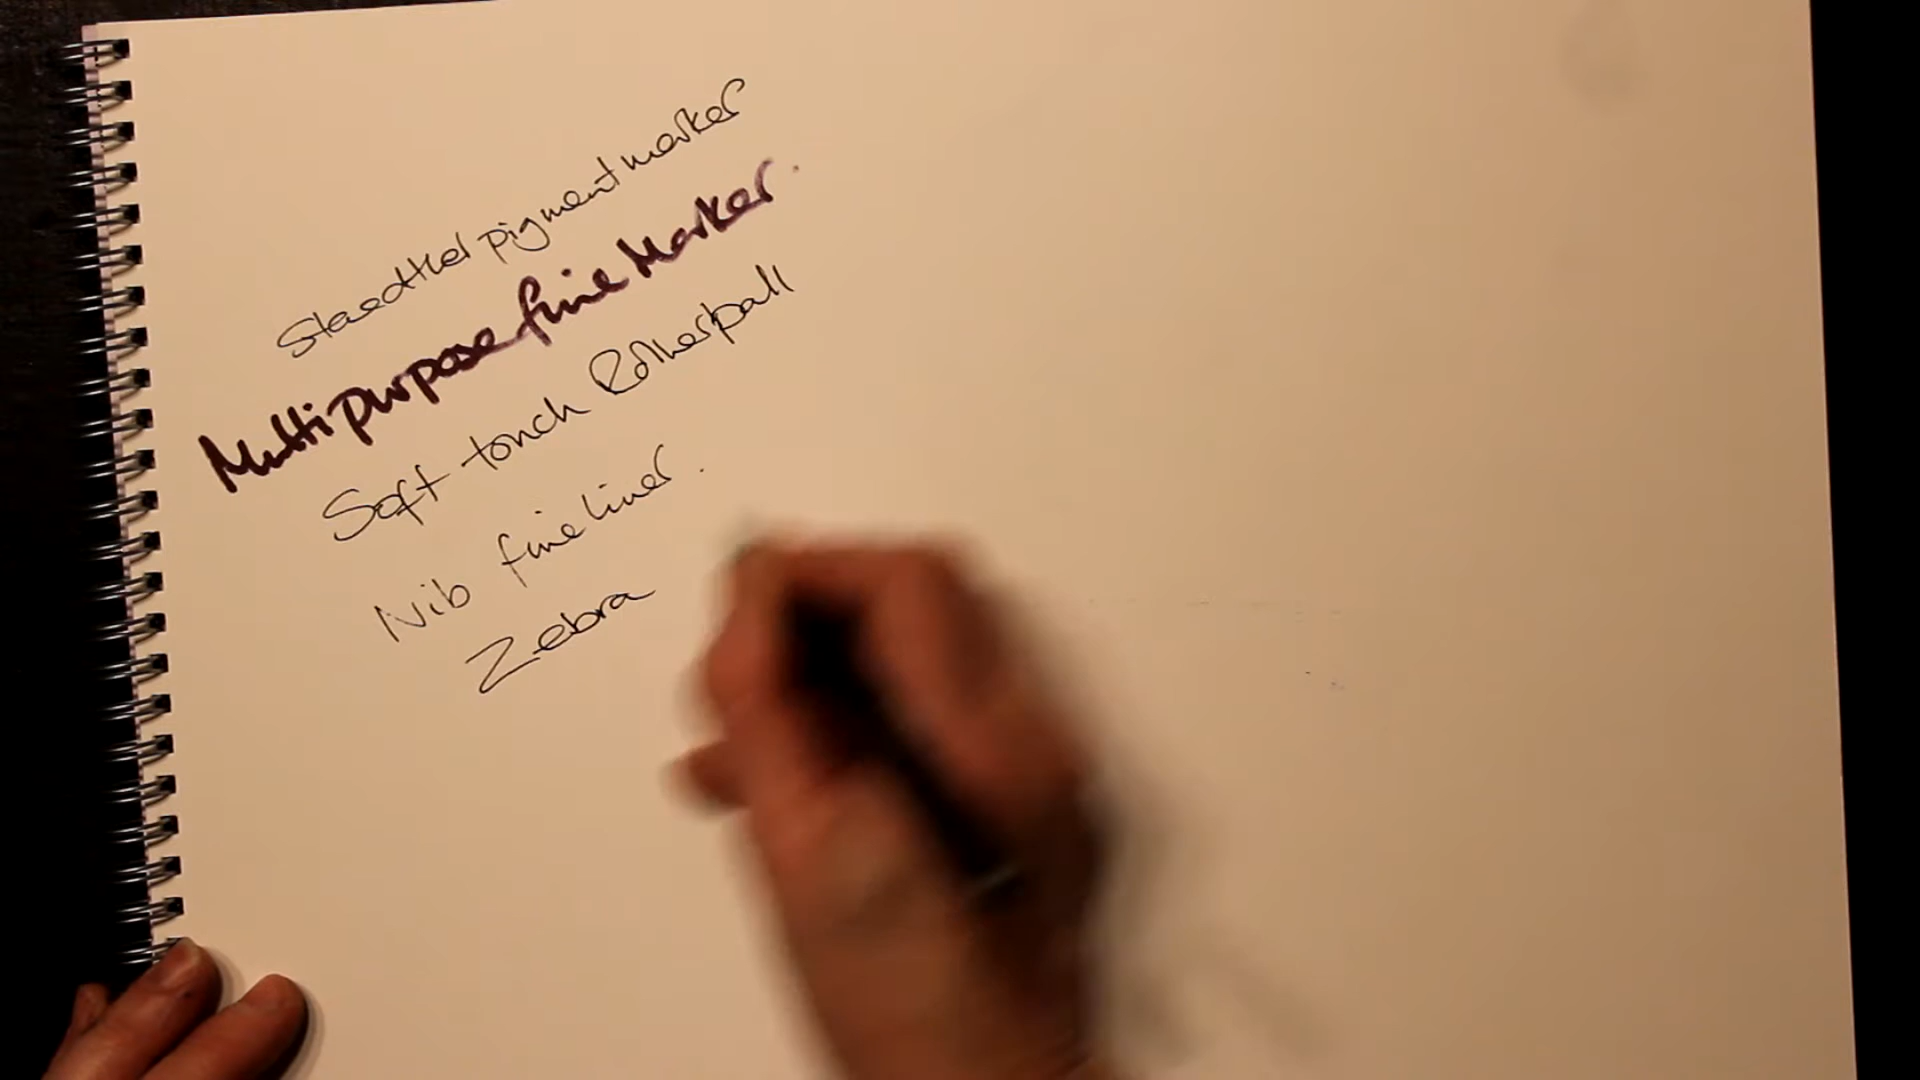 Staedtler pigment marker
Multi purpose fine Marker.
Soft touch Rollerball
Nib fine liner.
Zebra